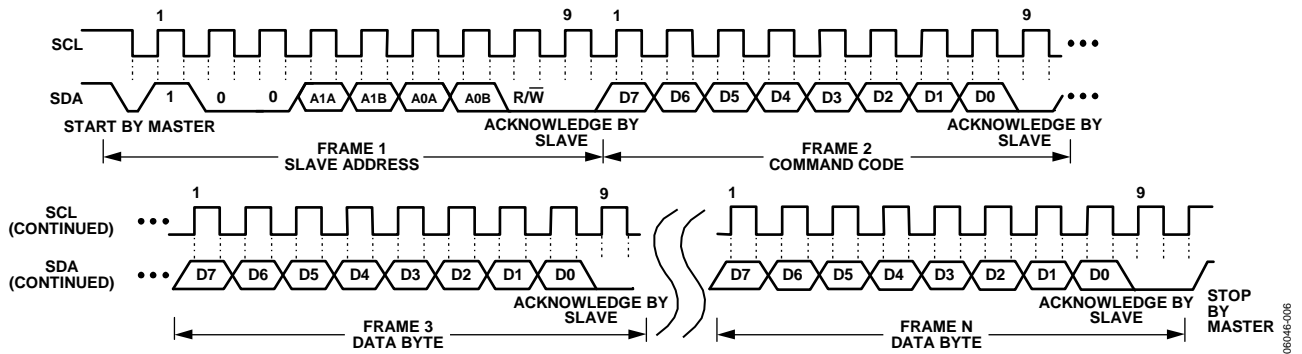 1 9 1 9
SCL
SDA
1 0 0 A1A A1B A0A A0B R/W̅ D7 D6 D5 D4 D3 D2 D1 D0
START BY MASTER
ACKNOWLEDGE BY
SLAVE
ACKNOWLEDGE BY
SLAVE
FRAME 1
SLAVE ADDRESS
FRAME 2
COMMAND CODE
1 9 1 9
SCL
(CONTINUED)
SDA
(CONTINUED)
D7 D6 D5 D4 D3 D2 D1 D0 D7 D6 D5 D4 D3 D2 D1 D0
ACKNOWLEDGE BY
SLAVE
ACKNOWLEDGE BY
SLAVE
STOP
BY
MASTER
FRAME 3
DATA BYTE
FRAME N
DATA BYTE
06046-006